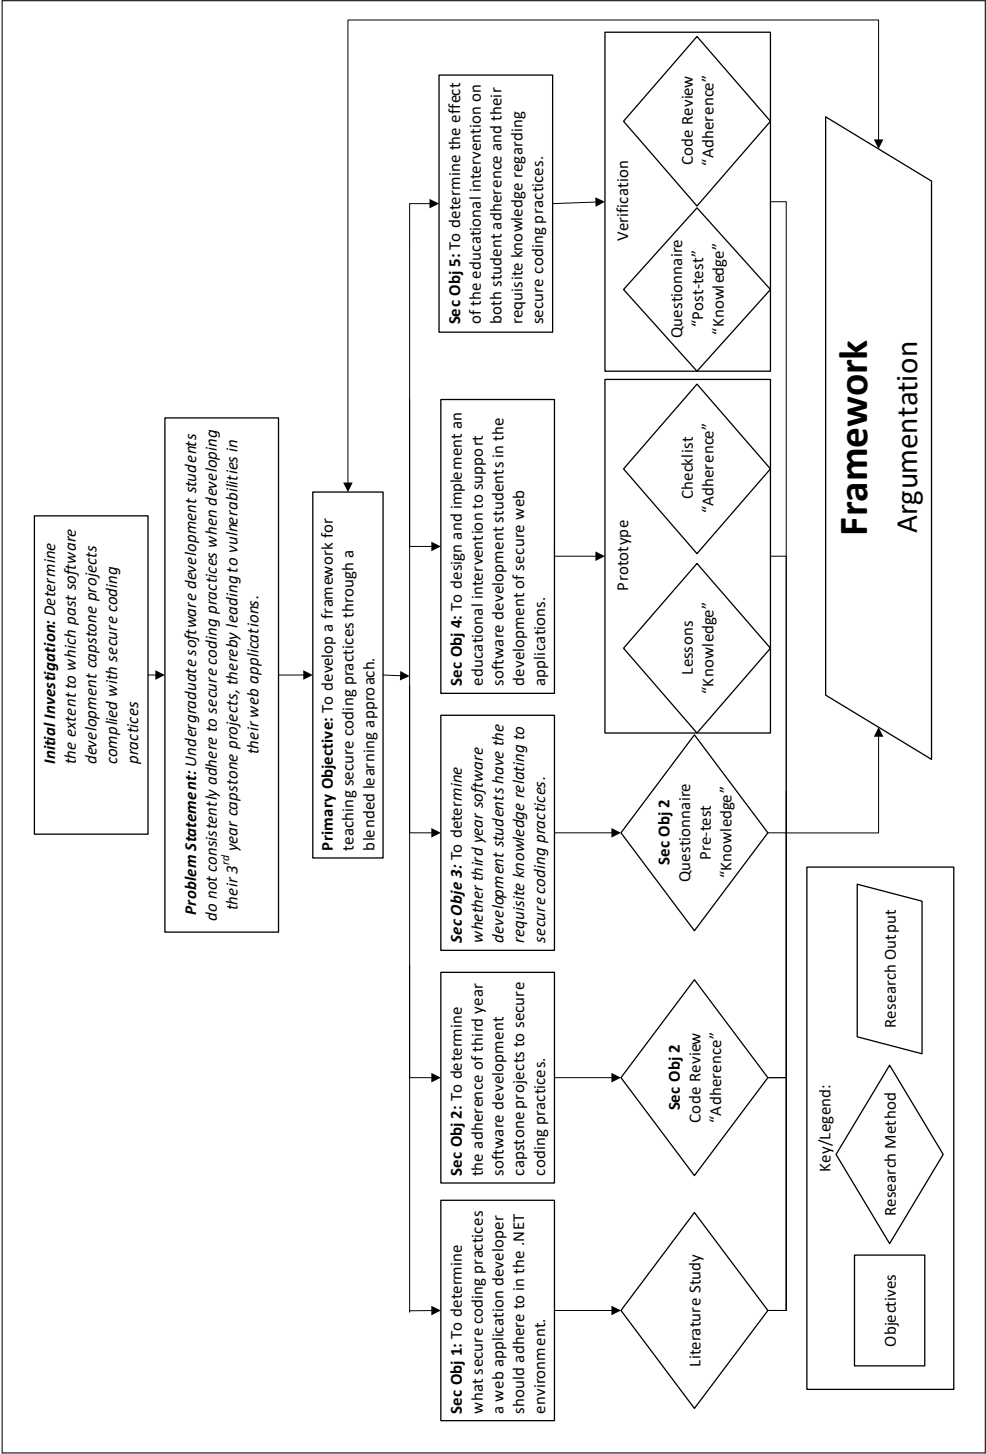 Initial Investigation: Determine
the extent to which past software
development capstone projects
complied with secure coding
practices
Problem Statement: Undergraduate software development students
do not consistently adhere to secure coding practices when developing
their 3rd year capstone projects, thereby leading to vulnerabilities in
their web applications.
Primary Objective: To develop a framework for
teaching secure coding practices through a
blended learning approach.
Sec Obj 1: To determine
what secure coding practices
a web application developer
should adhere to in the .NET
environment.
Sec Obj 2: To determine
the adherence of third year
software development
capstone projects to secure
coding practices.
Sec Obje 3: To determine
whether third year software
development students have the
requisite knowledge relating to
secure coding practices.
Sec Obj 4: To design and implement an
educational intervention to support
software development students in the
development of secure web
applications.
Sec Obj 5: To determine the effect
of the educational intervention on
both student adherence and their
requisite knowledge regarding
secure coding practices.
Literature Study
Sec Obj 2
Code Review
“Adherence”
Sec Obj 2
Questionnaire
Pre-test
“Knowledge”
Prototype
Lessons
“Knowledge”
Checklist
“Adherence”
Verification
Questionnaire
“Post-test”
“Knowledge”
Code Review
“Adherence”
Key/Legend:
Objectives
Research Method
Research Output
Framework
Argumentation